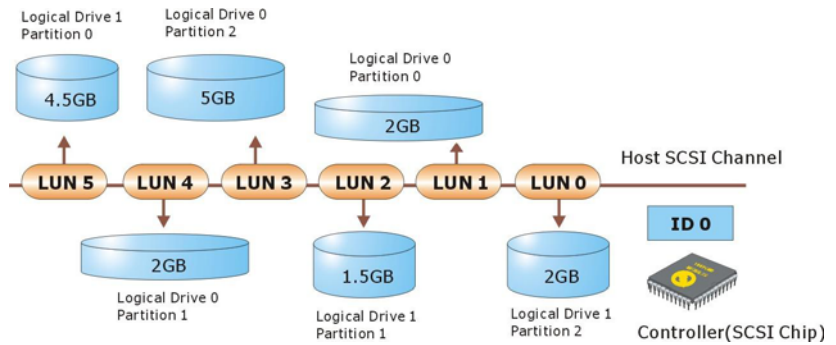 Logical Drive 1
Partition 0
4.5GB
Logical Drive 0
Partition 2
5GB
Logical Drive 0
Partition 0
2GB
Host SCSI Channel
LUN 5
LUN 4
LUN 3
LUN 2
LUN 1
LUN 0
2GB
Logical Drive 0
Partition 1
1.5GB
Logical Drive 1
Partition 1
2GB
Logical Drive 1
Partition 2
ID 0
Controller(SCSI Chip)